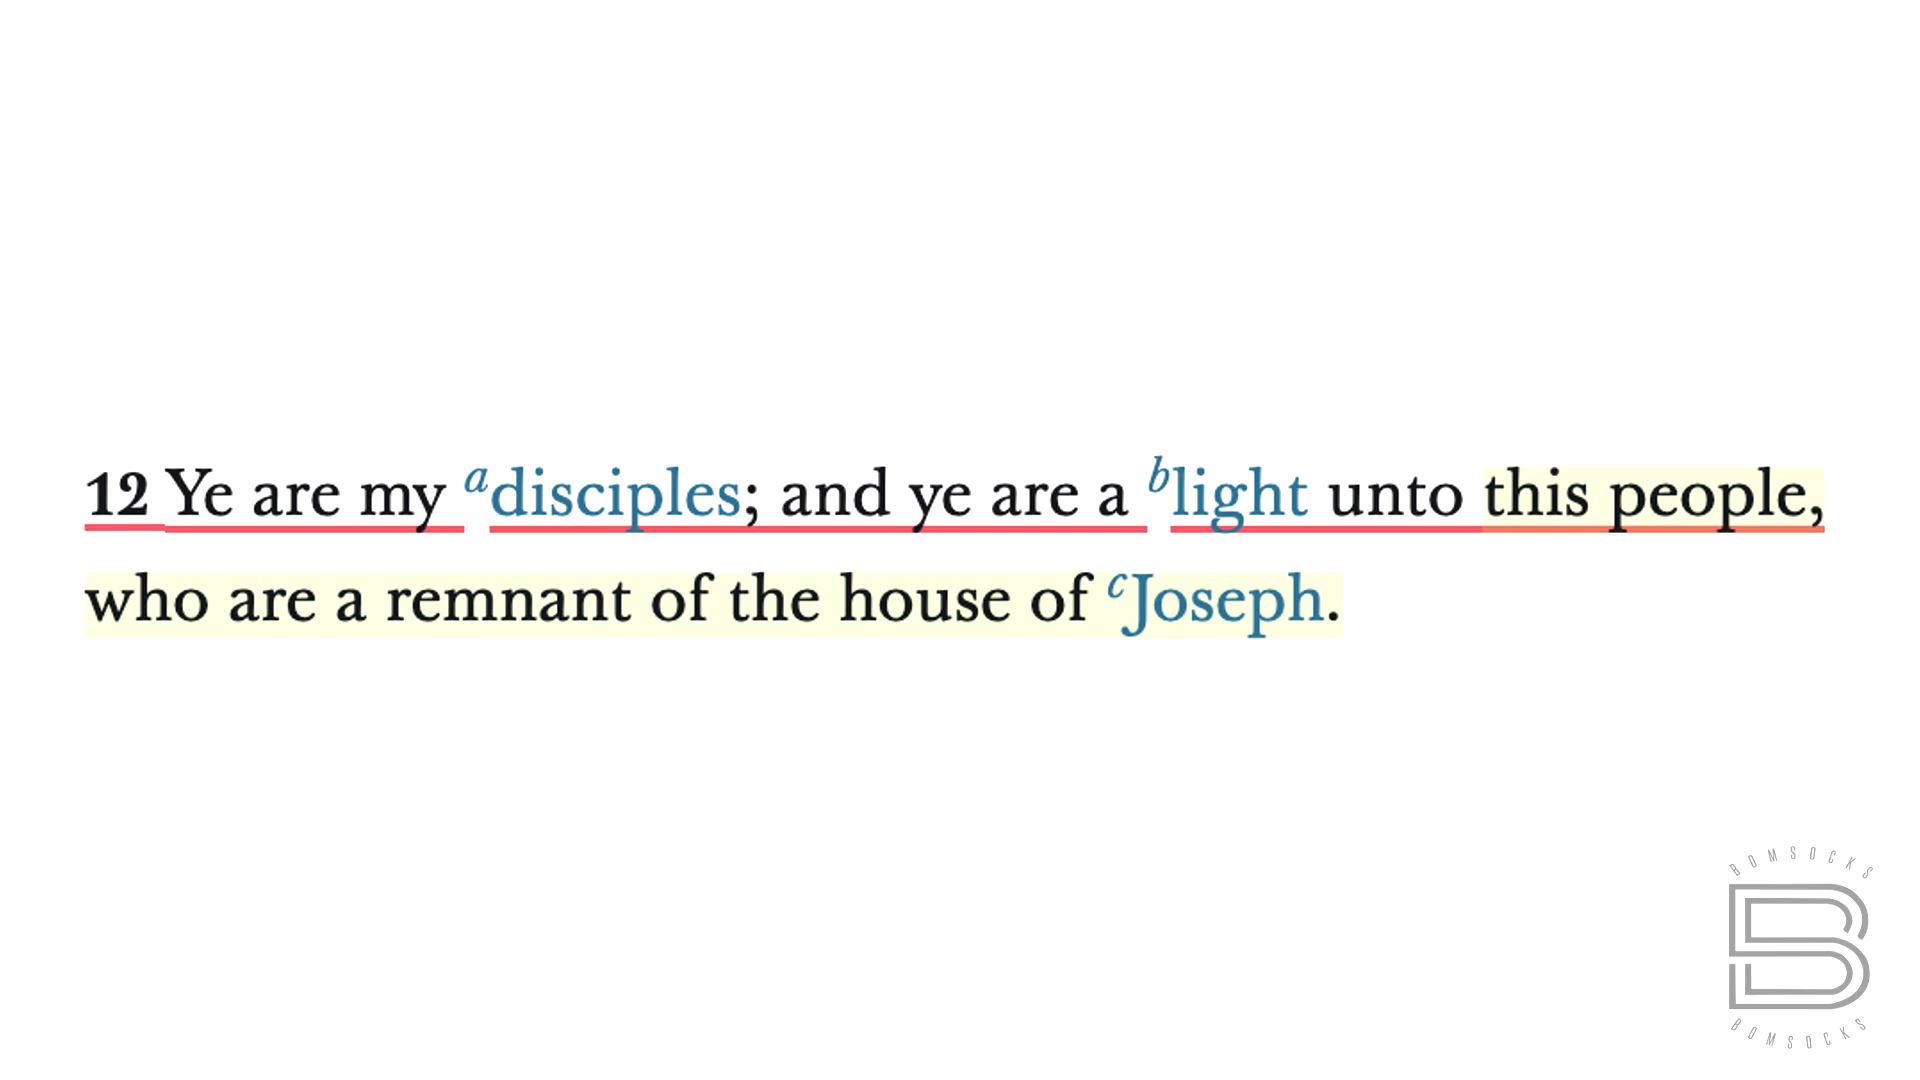 12 Ye are my adisciples; and ye are a blight unto this people,
who are a remnant of the house of cJoseph.
BOMSOCKS
B
BOMSOCKS